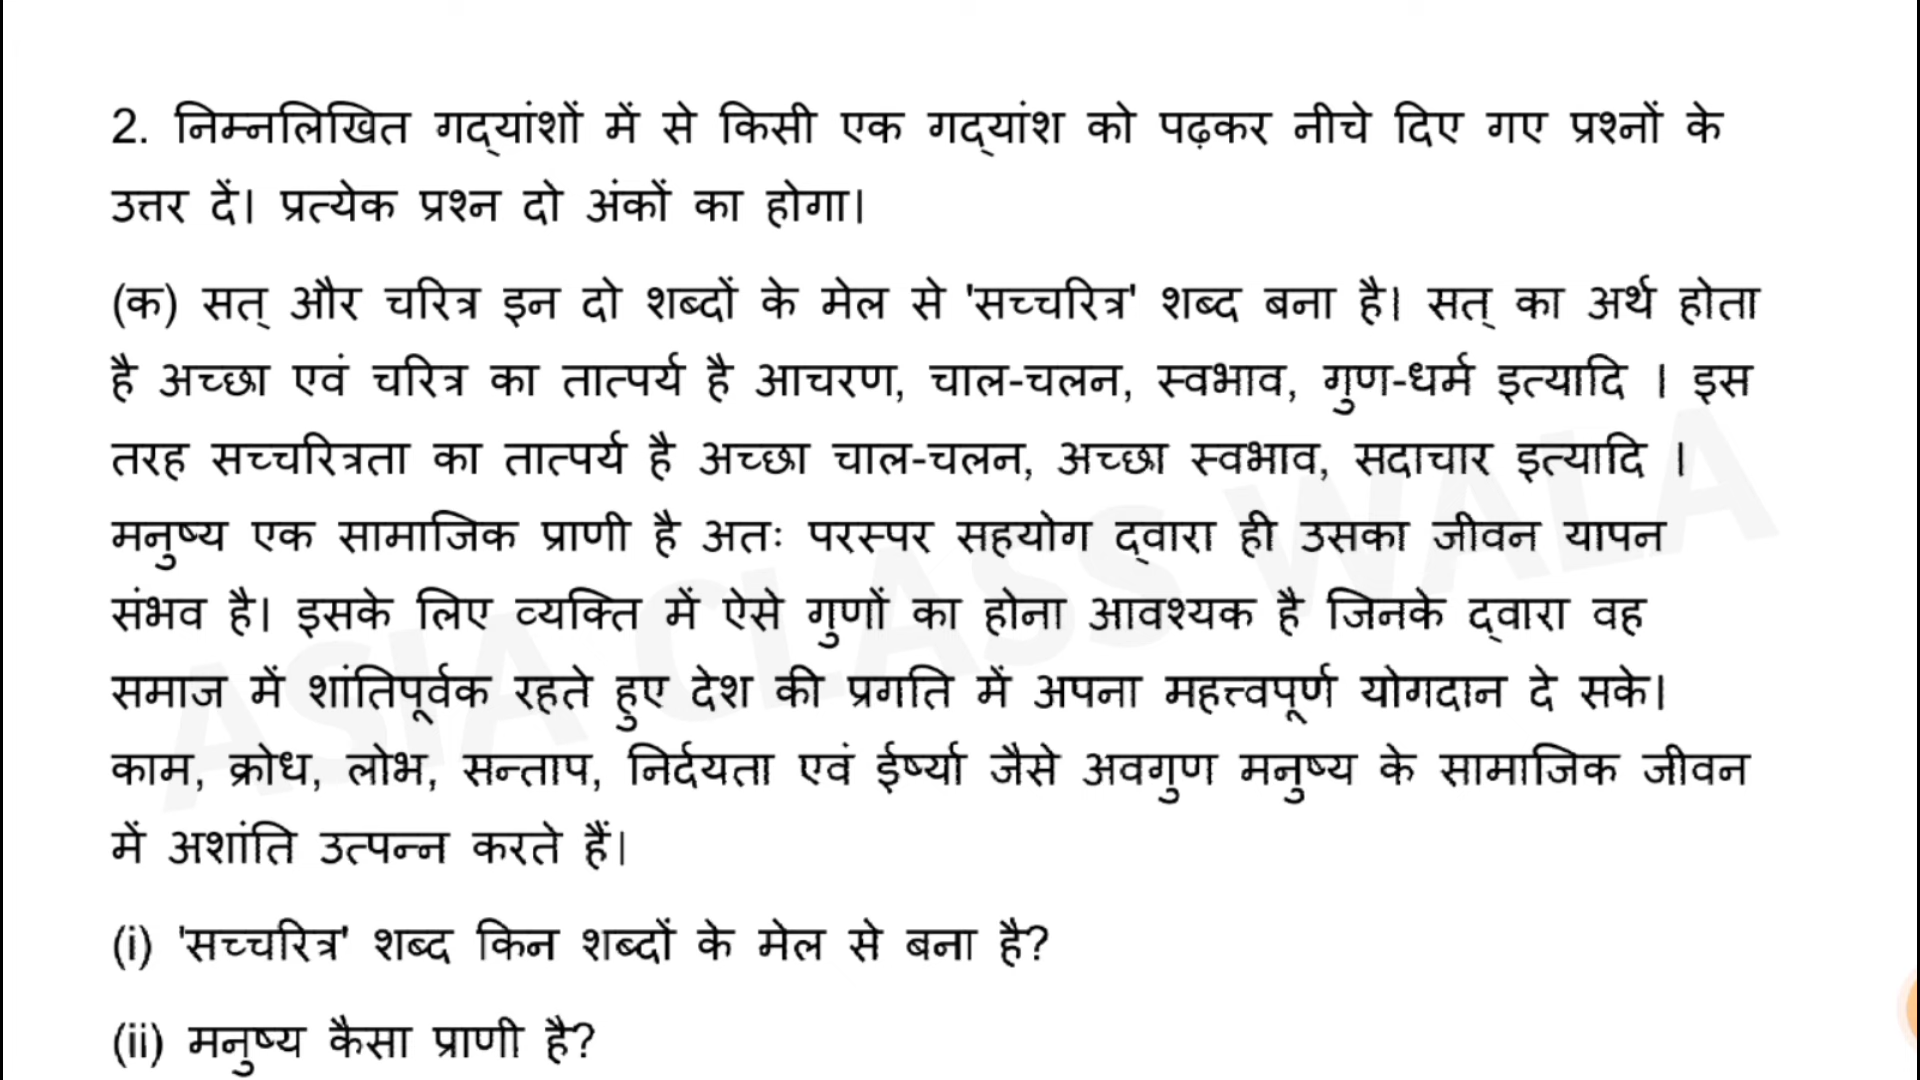 2. निम्नलिखित गद्यांशों में से किसी एक गद्यांश को पढ़कर नीचे दिए गए प्रश्नों के
उत्तर दें। प्रत्येक प्रश्न दो अंकों का होगा।
(क) सत् और चरित्र इन दो शब्दों के मेल से 'सच्चरित्र' शब्द बना है। सत् का अर्थ होता
है अच्छा एवं चरित्र का तात्पर्य है आचरण, चाल-चलन, स्वभाव, गुण-धर्म इत्यादि । इस
तरह सच्चरित्रता का तात्पर्य है अच्छा चाल-चलन, अच्छा स्वभाव, सदाचार इत्यादि ।
मनुष्य एक सामाजिक प्राणी है अतः परस्पर सहयोग द्वारा ही उसका जीवन यापन
संभव है। इसके लिए व्यक्ति में ऐसे गुणों का होना आवश्यक है जिनके द्वारा वह
समाज में शांतिपूर्वक रहते हुए देश की प्रगति में अपना महत्त्वपूर्ण योगदान दे सके।
काम, क्रोध, लोभ, सन्ताप, निर्दयता एवं ईर्ष्या जैसे अवगुण मनुष्य के सामाजिक जीवन
में अशांति उत्पन्न करते हैं।
(i) 'सच्चरित्र' शब्द किन शब्दों के मेल से बना है?
(ii) मनुष्य कैसा प्राणी है?
ASIA CLASS WALA